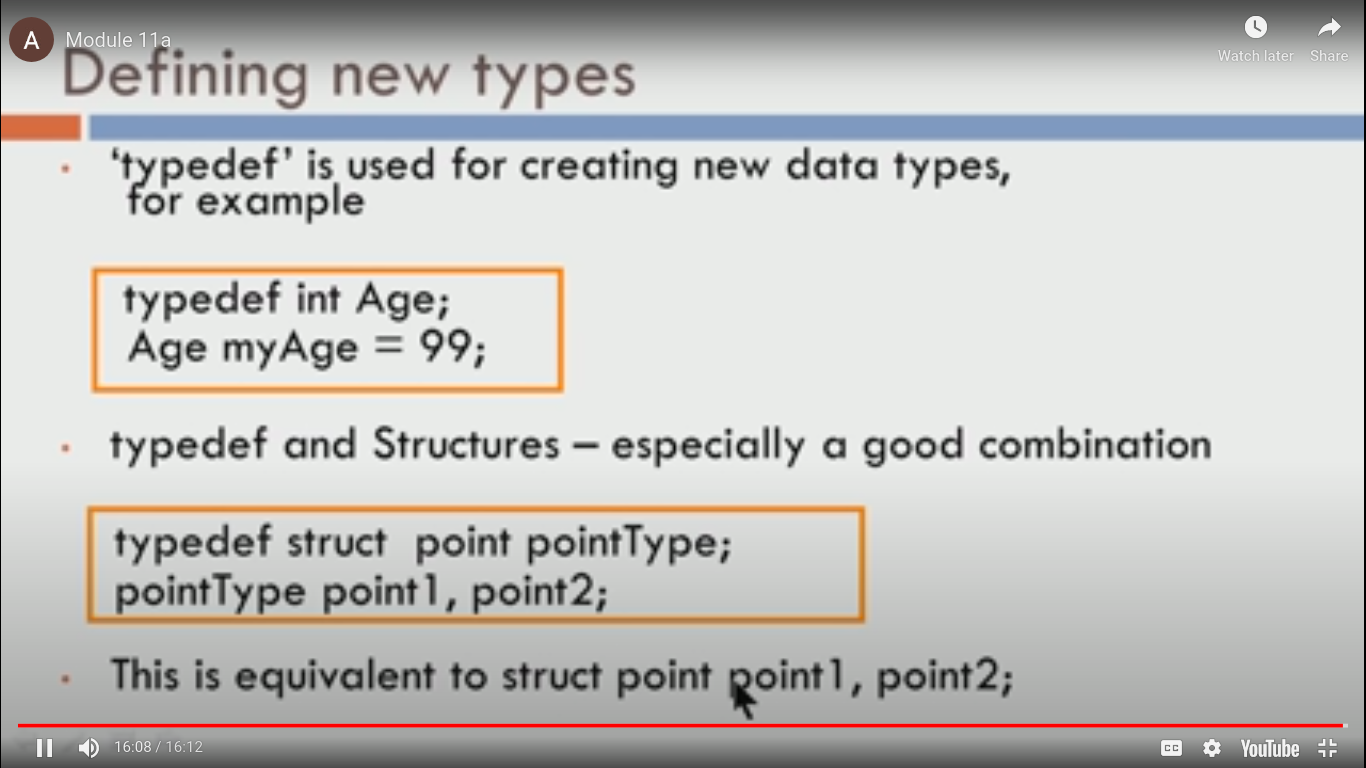 A
Module 11a
Watch later
Share
Defining new types
‘typedef’ is used for creating new data types,
for example
typedef int Age;
Age myAge = 99;
typedef and Structures – especially a good combination
typedef struct point pointType;
pointType point1, point2;
This is equivalent to struct point point1, point2;
16:08 / 16:12
CC
YouTube